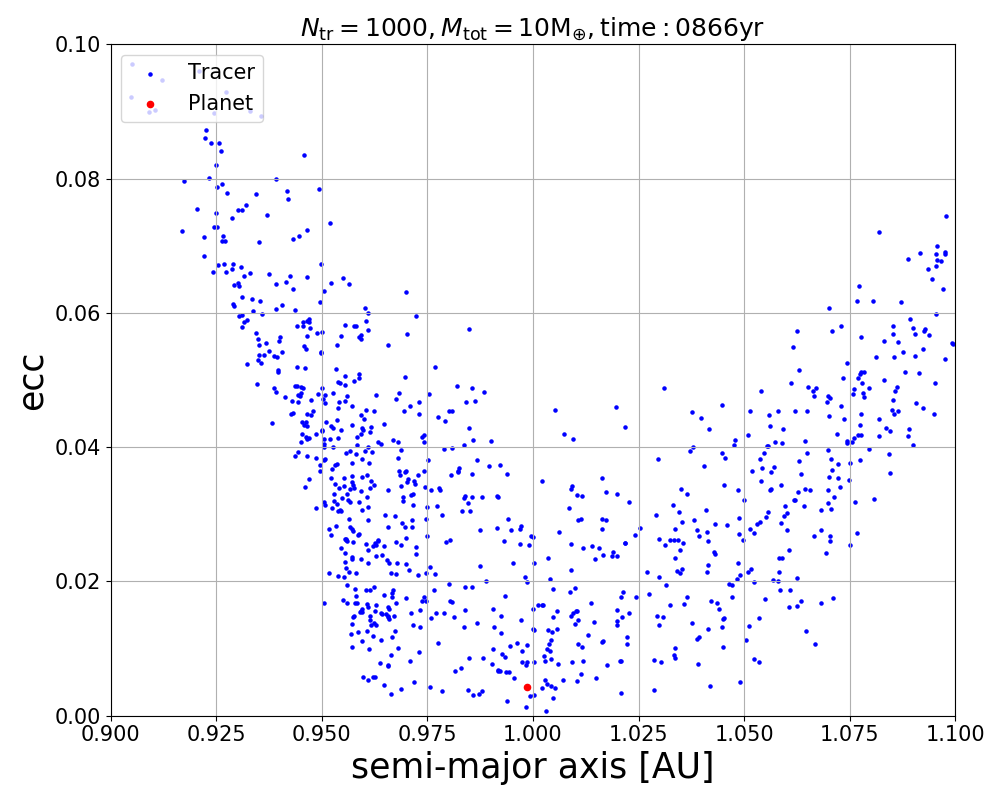 N_tr = 1000, M_tot = 10M_⊕, time : 0866yr
Tracer
Planet
ecc
0.10
0.08
0.06
0.04
0.02
0.00
0.900 0.925 0.950 0.975 1.000 1.025 1.050 1.075 1.100
semi-major axis [AU]